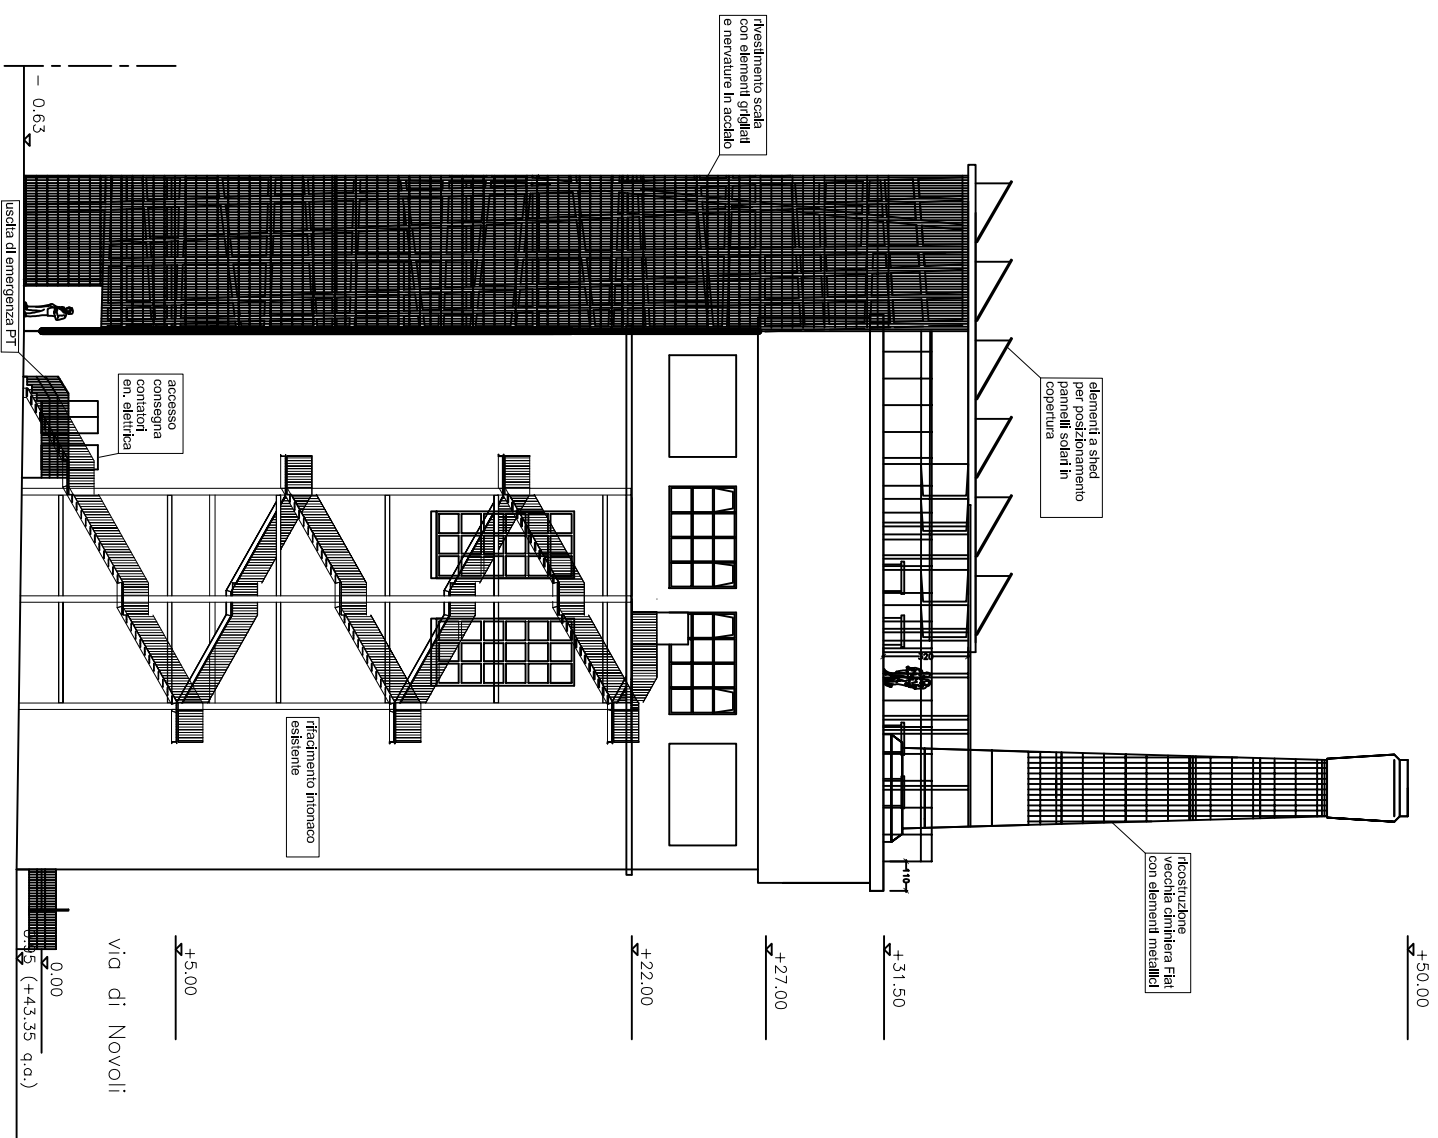 rivestimento scala
con elementi grigliati
e nervature in acciaio
elementi a shed
per posizionamento
pannelli solari in
copertura
ricostruzione
vecchia ciminiera Fiat
con elementi metallici
accesso
consegna
contatori
en. elettrica
uscita di emergenza PT
rifacimento intonaco
esistente
320
110
+50.00
+31.50
+27.00
+22.00
+5.00
0.00
(+43.35 q.a.)
- 0.63
via di Novoli